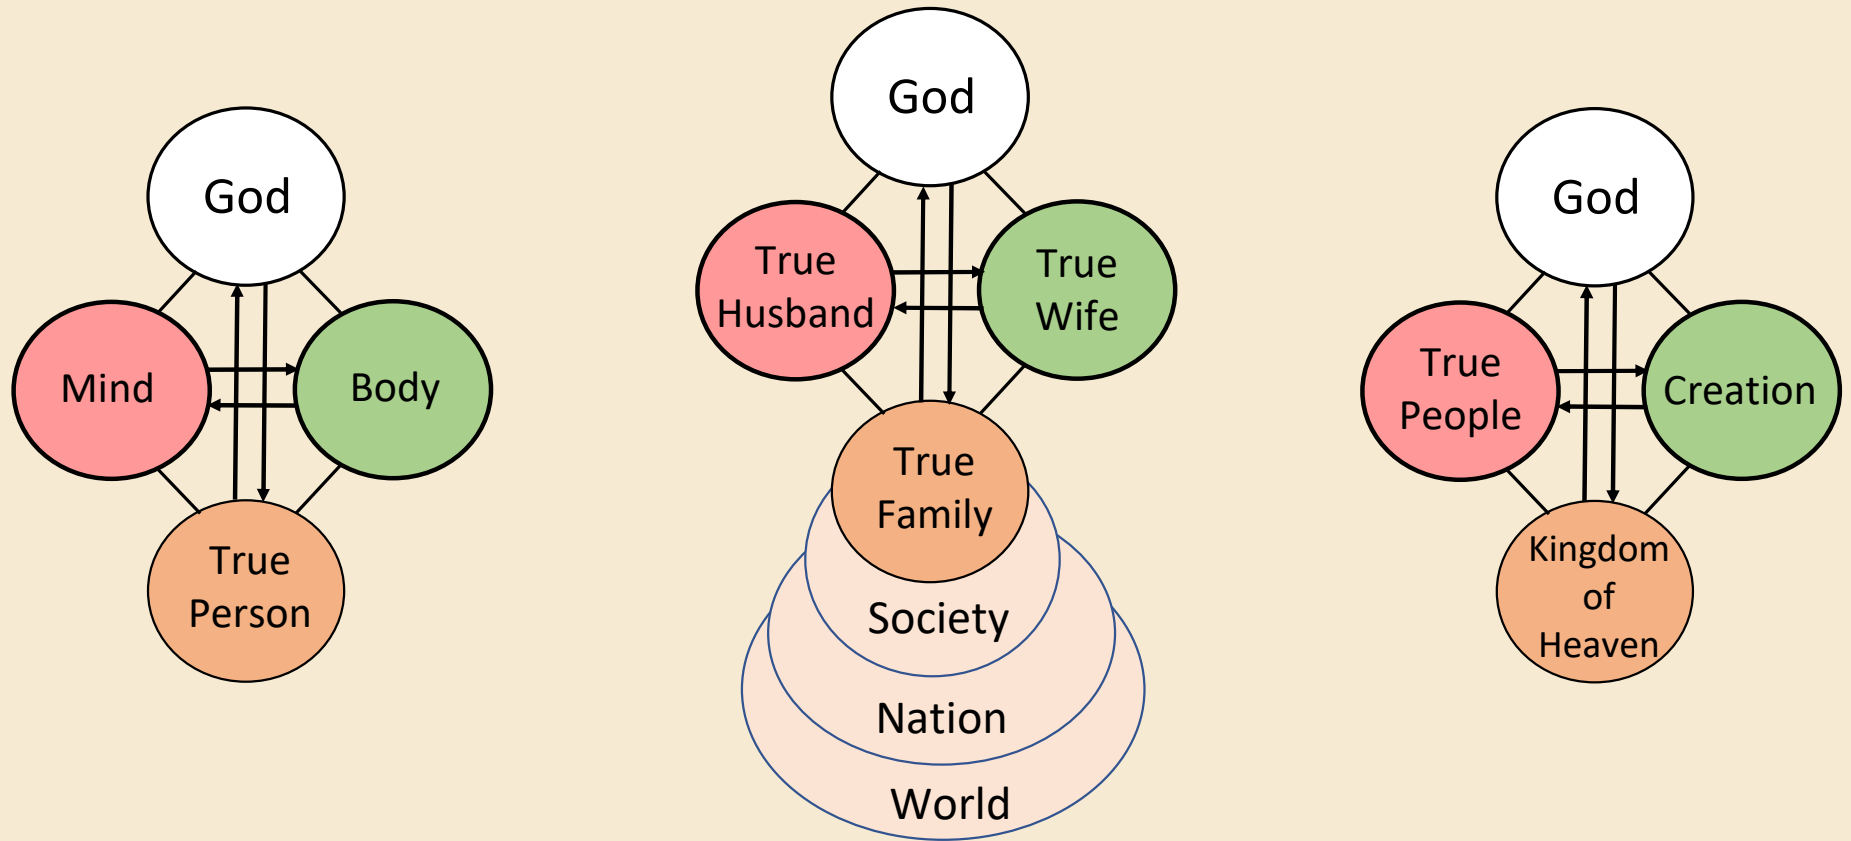 God
Mind
Body
True
Person
God
True
Husband
True
Wife
True
Family
Society
Nation
World
God
True
People
Creation
Kingdom
of
Heaven